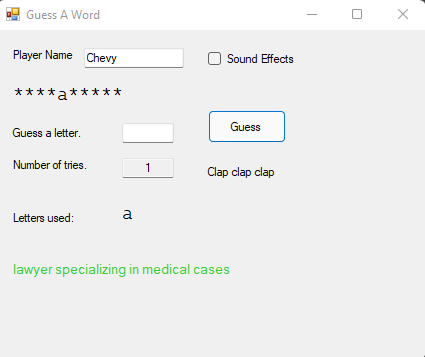 Guess A Word
Player Name Chevy Sound Effects
****a*****
Guess a letter. Guess
Number of tries. 1
Clap clap clap
Letters used: a
lawyer specializing in medical cases